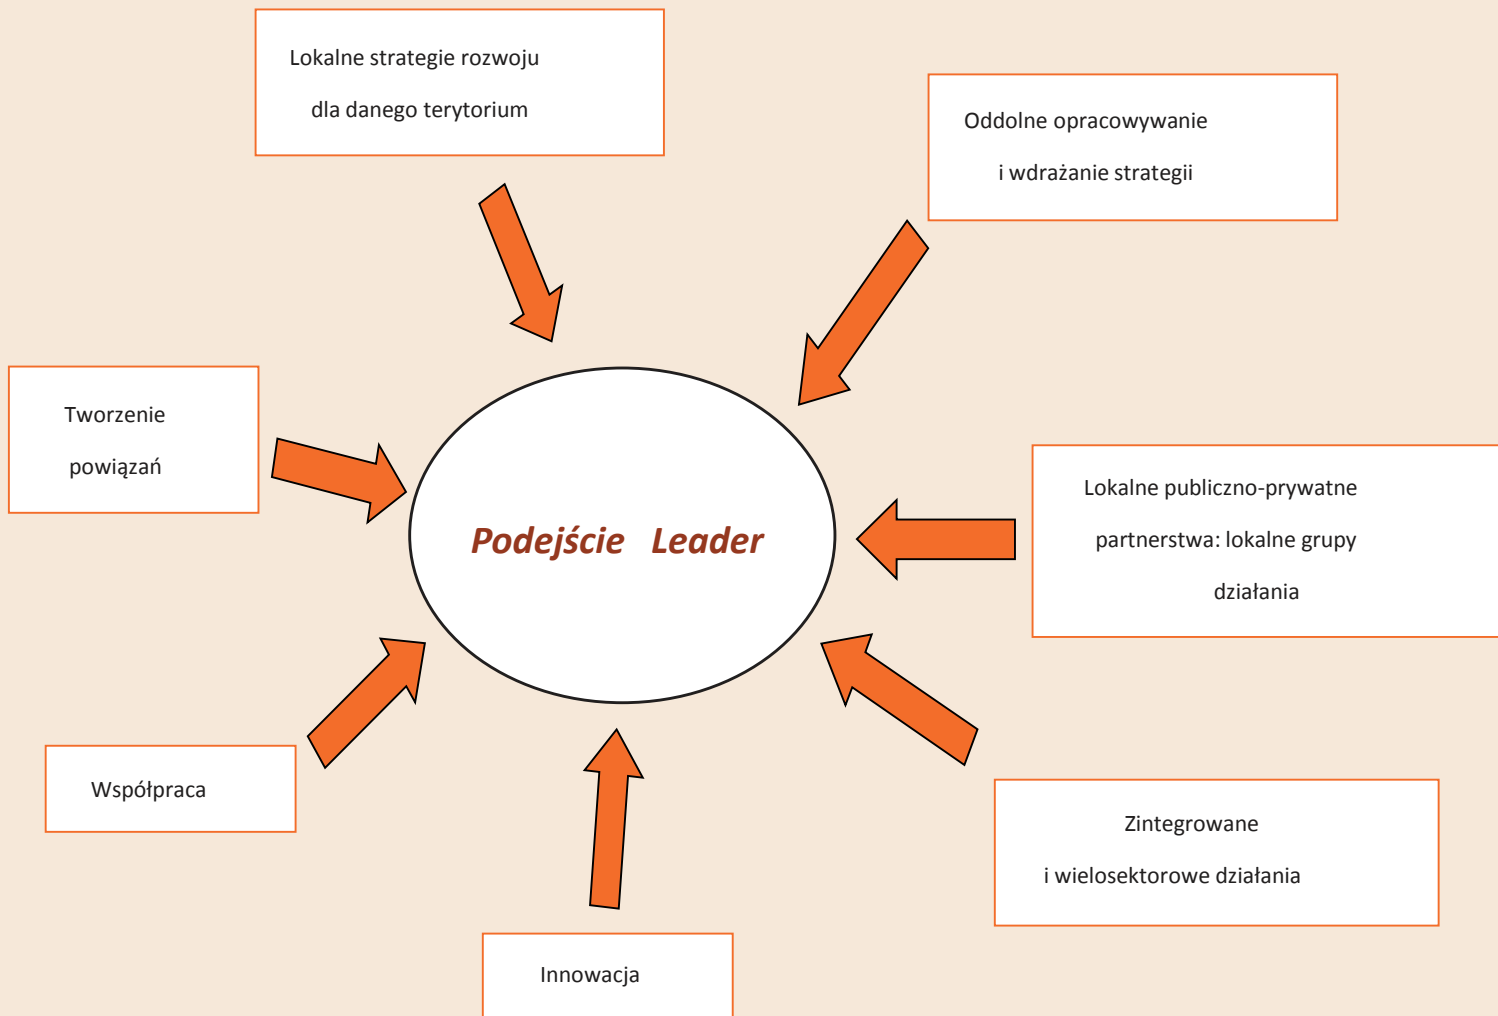 Lokalne strategie rozwoju
dla danego terytorium
Oddolne opracowywanie
i wdrażanie strategii
Tworzenie
powiązań
Podejście Leader
Lokalne publiczno-prywatne
partnerstwa: lokalne grupy
działania
Współpraca
Zintegrowane
i wielosektorowe działania
Innowacja